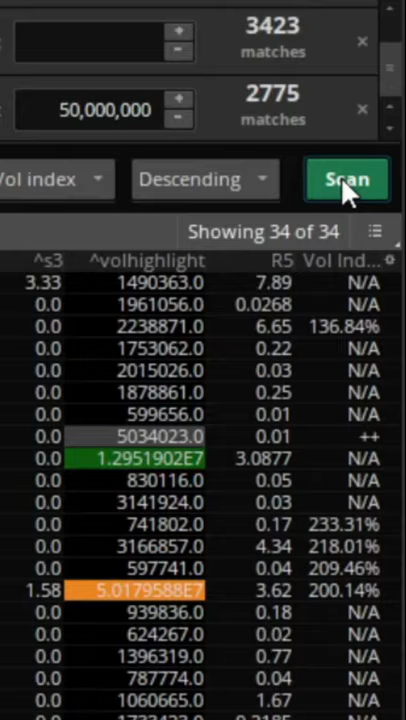 3423
matches
50,000,000
2775
matches
Vol index Descending Scan
Showing 34 of 34
^s3 ^volhighlight R5 Vol Ind...
3.33 1490363.0 7.89 N/A
0.0 1961056.0 0.0268 N/A
0.0 2238871.0 6.65 136.84%
0.0 1753062.0 0.22 N/A
0.0 2015026.0 0.03 N/A
0.0 1878861.0 0.25 N/A
0.0 599656.0 0.01 N/A
0.0 5034023.0 0.01 ++
0.0 1.2951902E7 3.0877 N/A
0.0 830116.0 0.05 N/A
0.0 3141924.0 0.03 N/A
0.0 741802.0 0.17 233.31%
0.0 3166857.0 4.34 218.01%
0.0 597741.0 0.04 209.46%
1.58 5.0179588E7 3.62 200.14%
0.0 939836.0 0.18 N/A
0.0 624267.0 0.02 N/A
0.0 1396319.0 0.77 N/A
0.0 787774.0 0.04 N/A
0.0 1060665.0 1.67 N/A